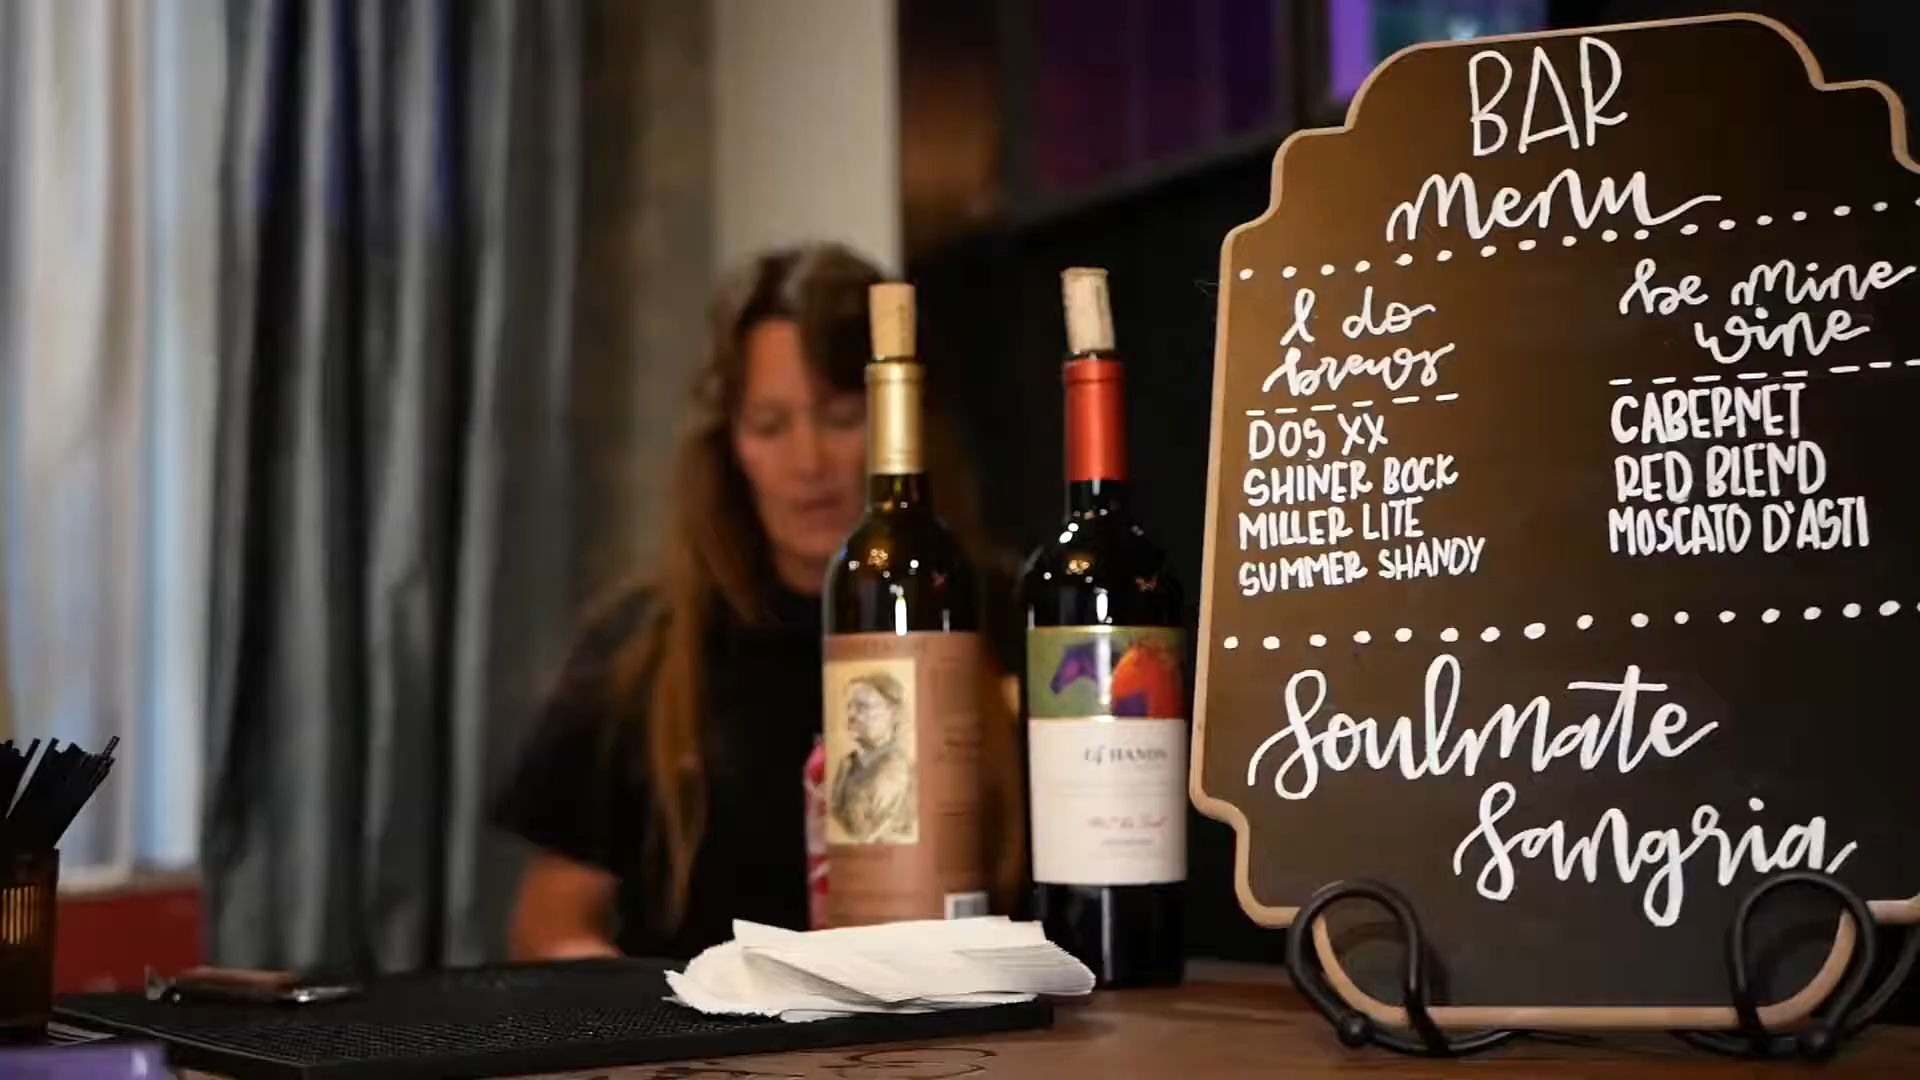 BAR
menu
I do
brews
DOS XX
SHINER BOCK
MILLER LITE
SUMMER SHANDY
be mine
wine
CABERNET
RED BLEND
MOSCATO D'ASTI
Soulmate
Sangria
14 HANDS